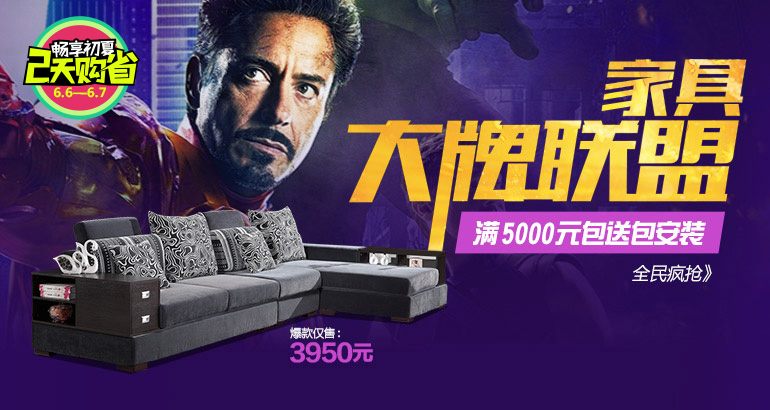 畅享初夏
2天购省
6.6—6.7
家具
大牌联盟
满5000元包送包安装
全民疯抢》
爆款仅售：
3950元